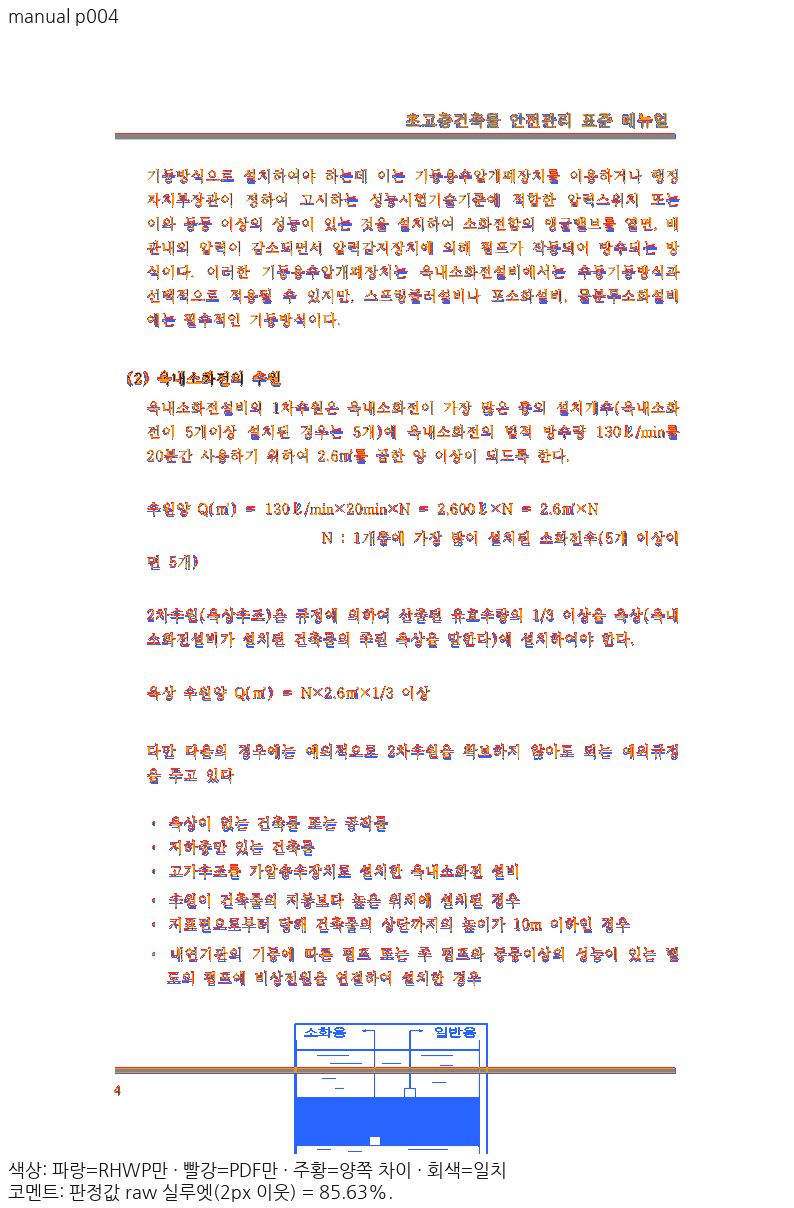 manual p004
초고층건축물 안전관리 표준 매뉴얼
기동방식으로 설치하여야 하는데 이는 기동용수압개폐장치를 이용하거나 행정
자치부장관이 정하여 고시하는 성능시험기술기준에 적합한 압력스위치 또는
이와 동등 이상의 성능이 있는 것을 설치하여 소화전함의 앵글밸브를 열면, 배
관내의 압력이 감소되면서 압력감지장치에 의해 펌프가 작동되어 방수되는 방
식이다. 이러한 기동용수압개폐장치는 옥내소화전설비에서는 수동기동방식과
선택적으로 적용될 수 있지만, 스프링클러설비나 포소화설비, 물분무소화설비
에는 필수적인 기동방식이다.
(2) 옥내소화전의 수원
옥내소화전설비의 1차수원은 옥내소화전이 가장 많은 층의 설치개수(옥내소화
전이 5개이상 설치된 경우는 5개)에 옥내소화전의 법적 방수량 130ℓ/min를
20분간 사용하기 위하여 2.6㎥를 곱한 양 이상이 되도록 한다.
수원양 Q(㎥) = 130ℓ/min×20min×N = 2,600ℓ×N = 2.6㎥×N
N : 1개층에 가장 많이 설치된 소화전수(5개 이상이
면 5개)
2차수원(옥상수조)은 규정에 의하여 산출된 유효수량의 1/3 이상을 옥상(옥내
소화전설비가 설치된 건축물의 주된 옥상을 말한다)에 설치하여야 한다.
옥상 수원양 Q(㎥) = N×2.6㎥×1/3 이상
다만 다음의 경우에는 예외적으로 2차수원을 확보하지 않아도 되는 예외규정
을 두고 있다
· 옥상이 없는 건축물 또는 공작물
· 지하층만 있는 건축물
· 고가수조를 가압송수장치로 설치한 옥내소화전 설비
· 수원이 건축물의 지붕보다 높은 위치에 설치된 경우
· 지표면으로부터 당해 건축물의 상단까지의 높이가 10m 이하인 경우
· 내연기관의 기동에 따른 펌프 또는 주 펌프와 동등이상의 성능이 있는 별
도의 펌프에 비상전원을 연결하여 설치한 경우
소화용 일반용
4
색상: 파랑=RHWP만 · 빨강=PDF만 · 주황=양쪽 차이 · 회색=일치
코멘트: 판정값 raw 실루엣(2px 이웃) = 85.63%.